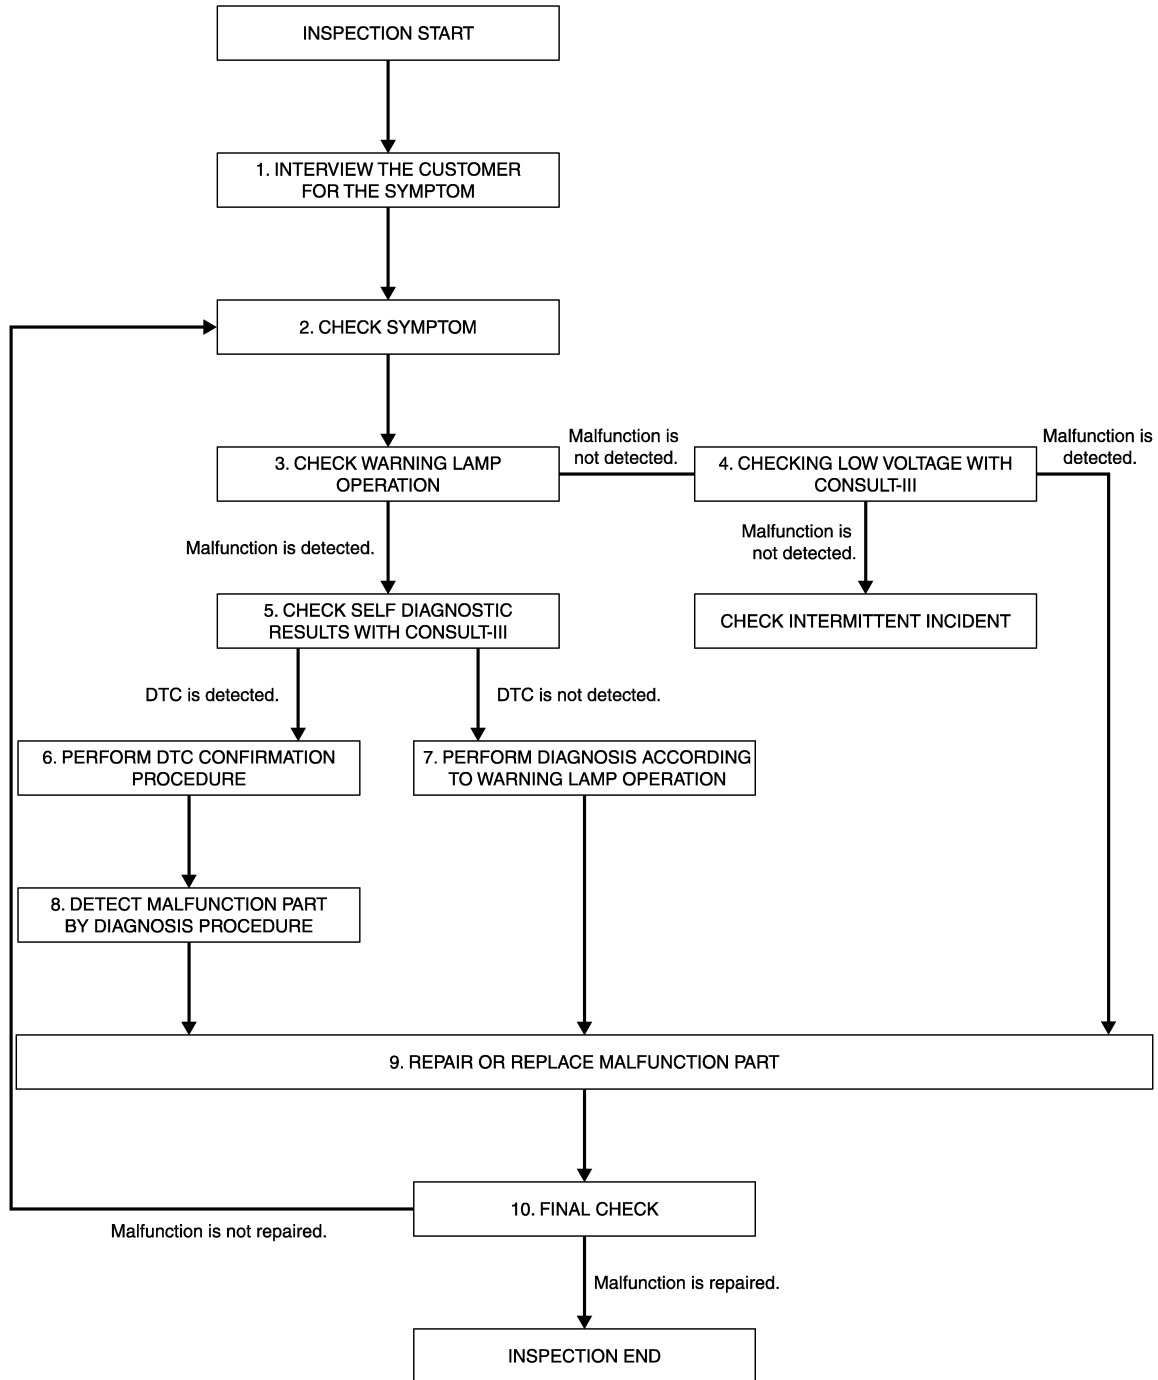 INSPECTION START
1. INTERVIEW THE CUSTOMER
FOR THE SYMPTOM
2. CHECK SYMPTOM
3. CHECK WARNING LAMP
OPERATION
Malfunction is
not detected.
4. CHECKING LOW VOLTAGE WITH
CONSULT-III
Malfunction is
detected.
Malfunction is detected.
Malfunction is
not detected.
5. CHECK SELF DIAGNOSTIC
RESULTS WITH CONSULT-III
CHECK INTERMITTENT INCIDENT
DTC is detected.
DTC is not detected.
6. PERFORM DTC CONFIRMATION
PROCEDURE
7. PERFORM DIAGNOSIS ACCORDING
TO WARNING LAMP OPERATION
8. DETECT MALFUNCTION PART
BY DIAGNOSIS PROCEDURE
9. REPAIR OR REPLACE MALFUNCTION PART
10. FINAL CHECK
Malfunction is not repaired.
Malfunction is repaired.
INSPECTION END